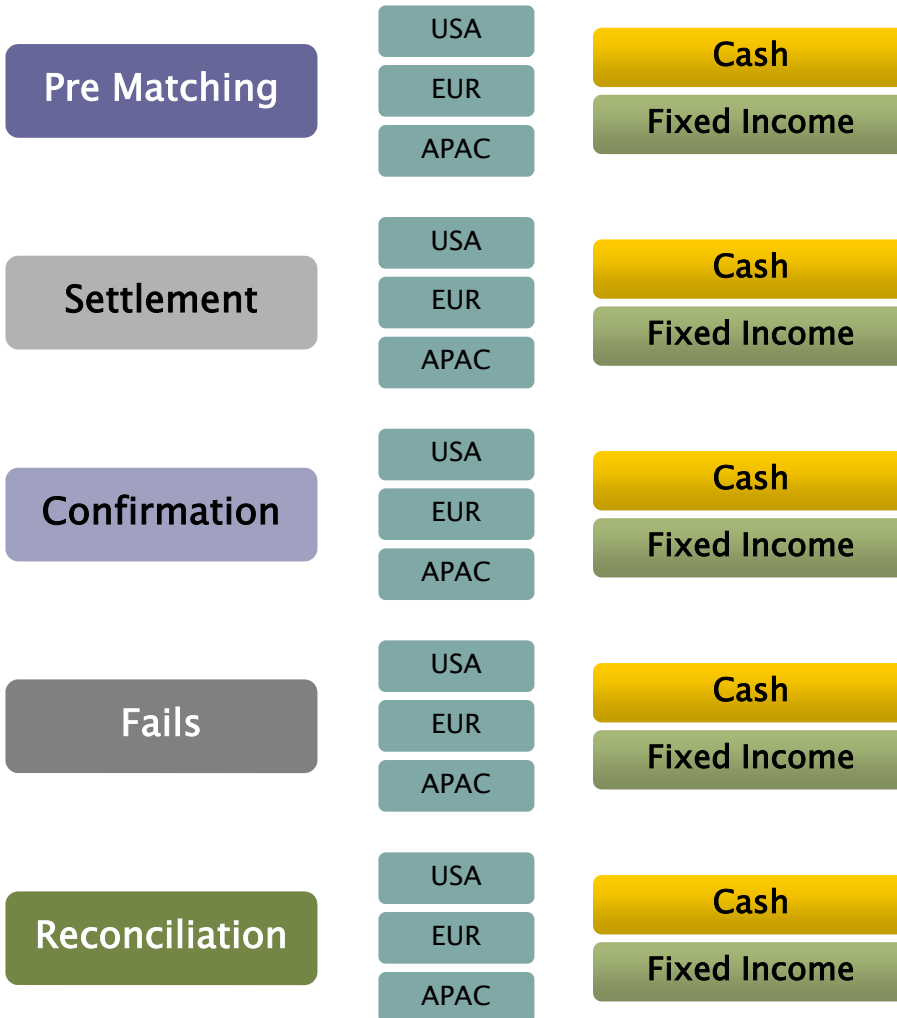 Pre Matching
USA
EUR
APAC
Cash
Fixed Income
Settlement
USA
EUR
APAC
Cash
Fixed Income
Confirmation
USA
EUR
APAC
Cash
Fixed Income
Fails
USA
EUR
APAC
Cash
Fixed Income
Reconciliation
USA
EUR
APAC
Cash
Fixed Income